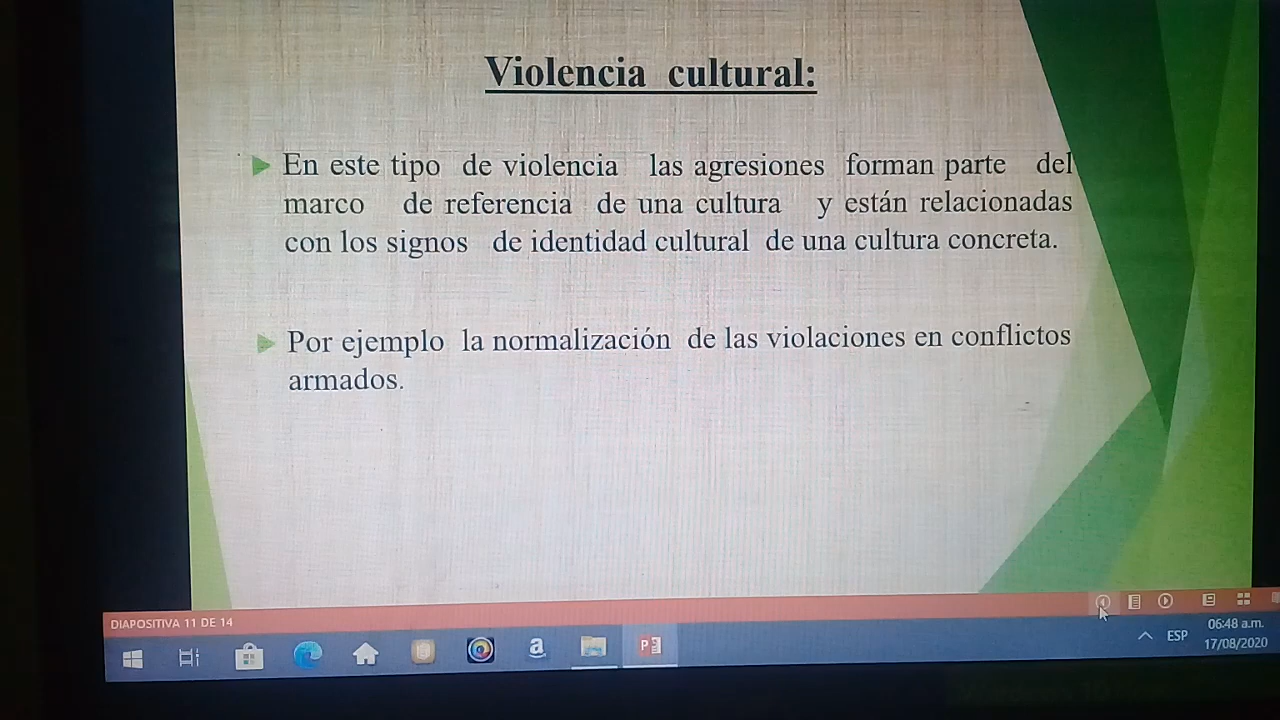 Violencia cultural:
En este tipo de violencia las agresiones forman parte del
marco de referencia de una cultura y están relacionadas
con los signos de identidad cultural de una cultura concreta.
Por ejemplo la normalización de las violaciones en conflictos
armados.
DIAPOSITIVA 11 DE 14
ESP
06:48 a.m.
17/08/2020